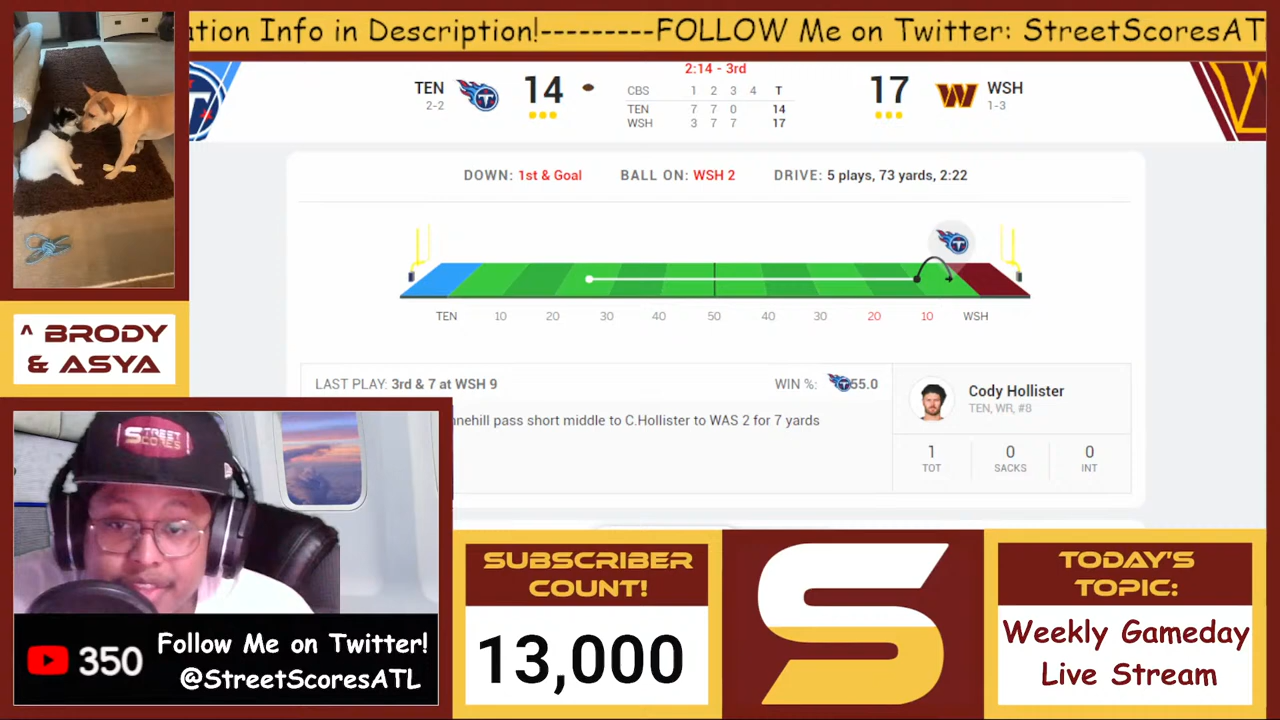 ation Info in Description!---------FOLLOW Me on Twitter: StreetScoresATL
2:14 - 3rd
TEN 14 17 WSH
2-2 1-3
CBS 1 2 3 4 T
TEN 7 7 0 14
WSH 3 7 7 17
DOWN: 1st & Goal BALL ON: WSH 2 DRIVE: 5 plays, 73 yards, 2:22
TEN 10 20 30 40 50 40 30 20 10 WSH
^ BRODY
& ASYA
LAST PLAY: 3rd & 7 at WSH 9 WIN %: 55.0
nnehill pass short middle to C.Hollister to WAS 2 for 7 yards
Cody Hollister
TEN, WR, #8
1 0 0
TOT SACKS INT
STREET
SCORES
350 Follow Me on Twitter!
@StreetScoresATL
SUBSCRIBER
COUNT!
13,000
S
TODAY'S
TOPIC:
Weekly Gameday
Live Stream